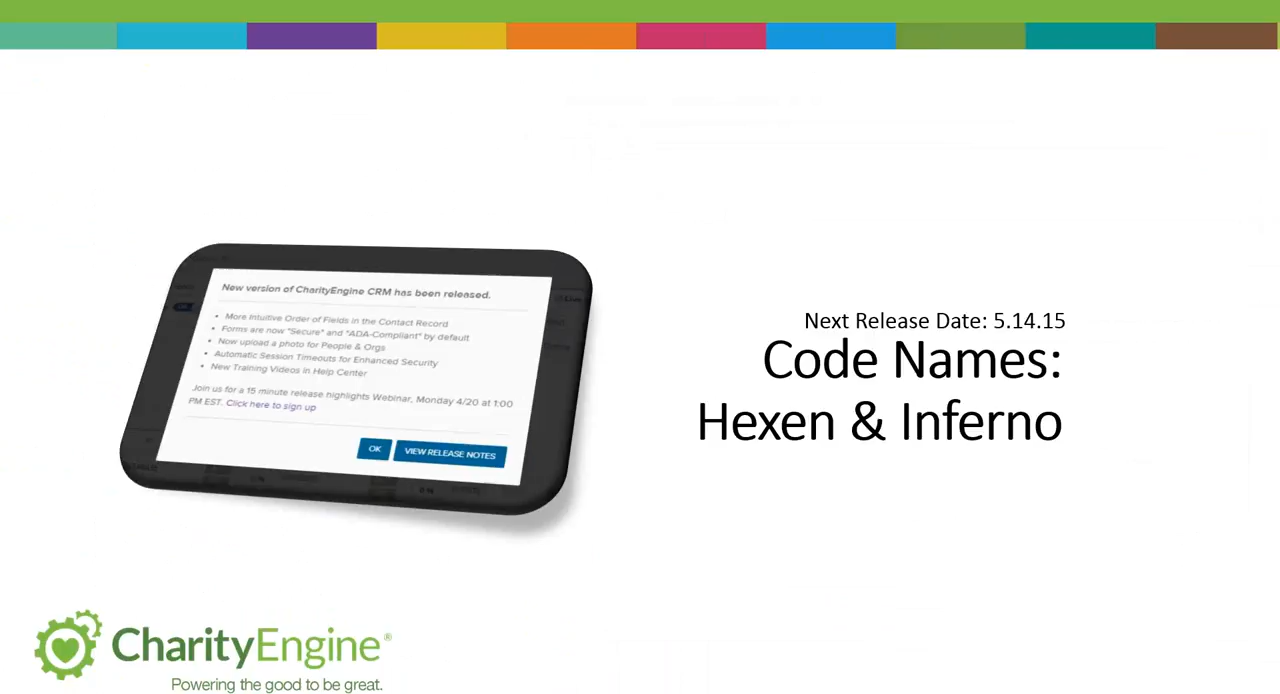 New version of CharityEngine CRM has been released.
• More Intuitive Order of Fields in the Contact Record
• Forms are now "Secure" and "ADA-Compliant" by default
• Now upload a photo for People & Orgs
• Automatic Session Timeouts for Enhanced Security
• New Training Videos in Help Center
Join us for a 15 minute release highlights Webinar, Monday 4/20 at 1:00
PM EST. Click here to sign up
OK VIEW RELEASE NOTES
Next Release Date: 5.14.15
Code Names:
Hexen & Inferno
CharityEngine®
Powering the good to be great.